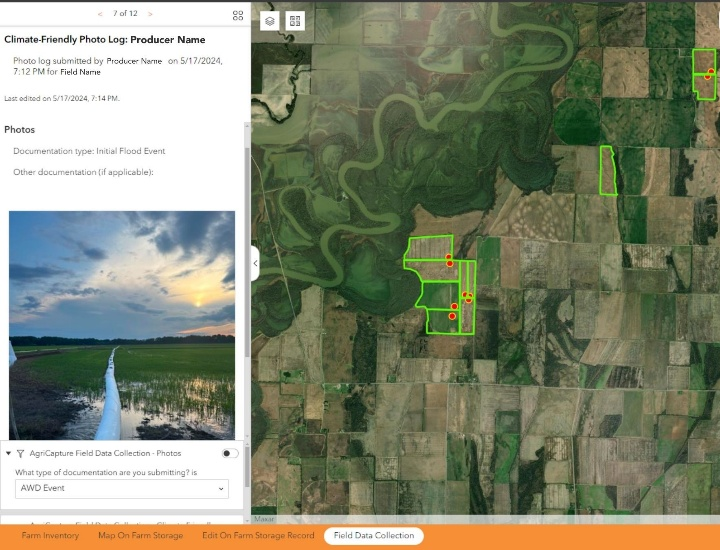 7 of 12
Climate-Friendly Photo Log: Producer Name
Photo log submitted by Producer Name on 5/17/2024,
7:12 PM for Field Name
Last edited on 5/17/2024, 7:14 PM.
Photos
Documentation type: Initial Flood Event
Other documentation (if applicable):
AgriCapture Field Data Collection - Photos
What type of documentation are you submitting? is
AWD Event
Maxar
Farm Inventory
Map On Farm Storage
Edit On Farm Storage Record
Field Data Collection